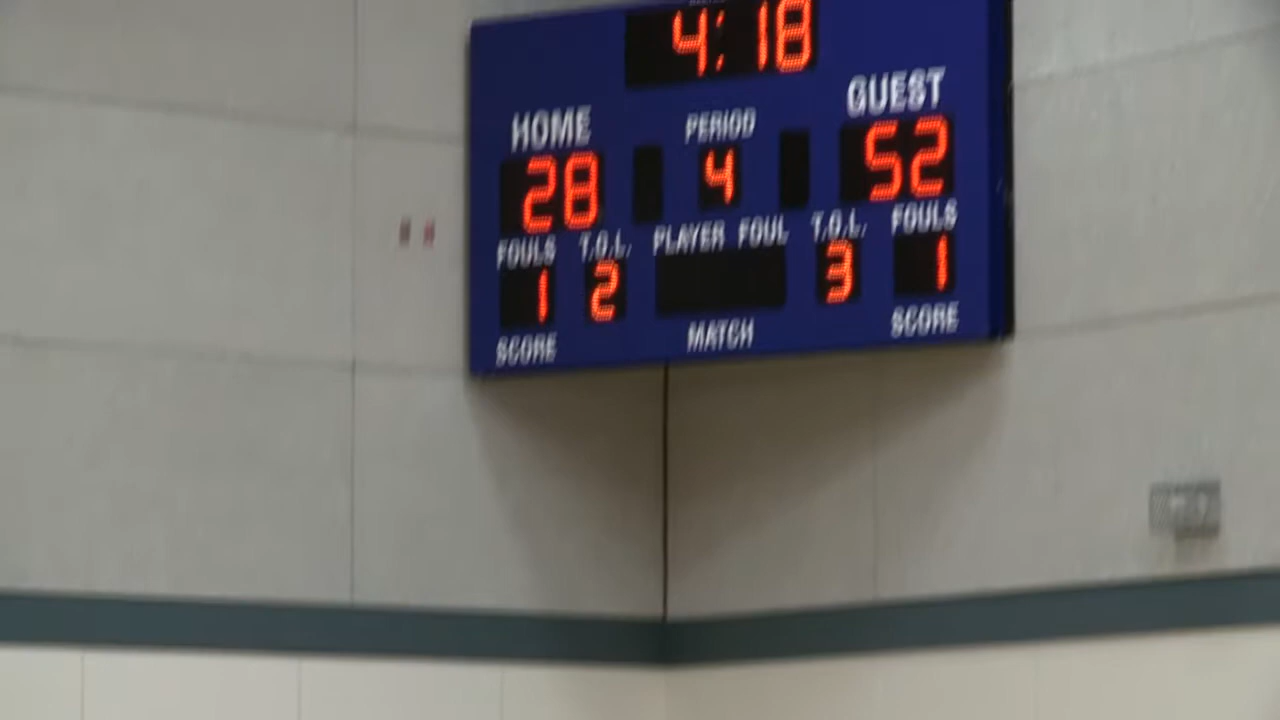 4:18
HOME PERIOD GUEST
28 4 52
FOULS T.O.L. PLAYER FOUL T.O.L. FOULS
1 2 3 1
SCORE MATCH SCORE